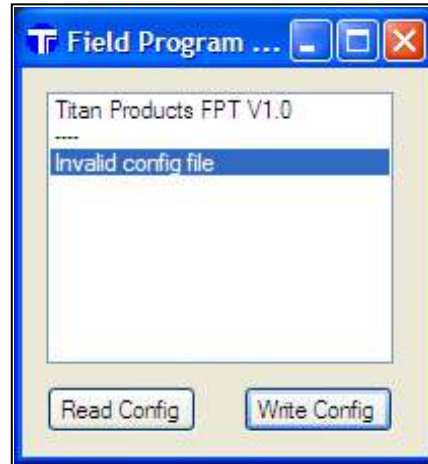 Field Program ...
Titan Products FPT V1.0
----
Invalid config file
Read Config
Write Config